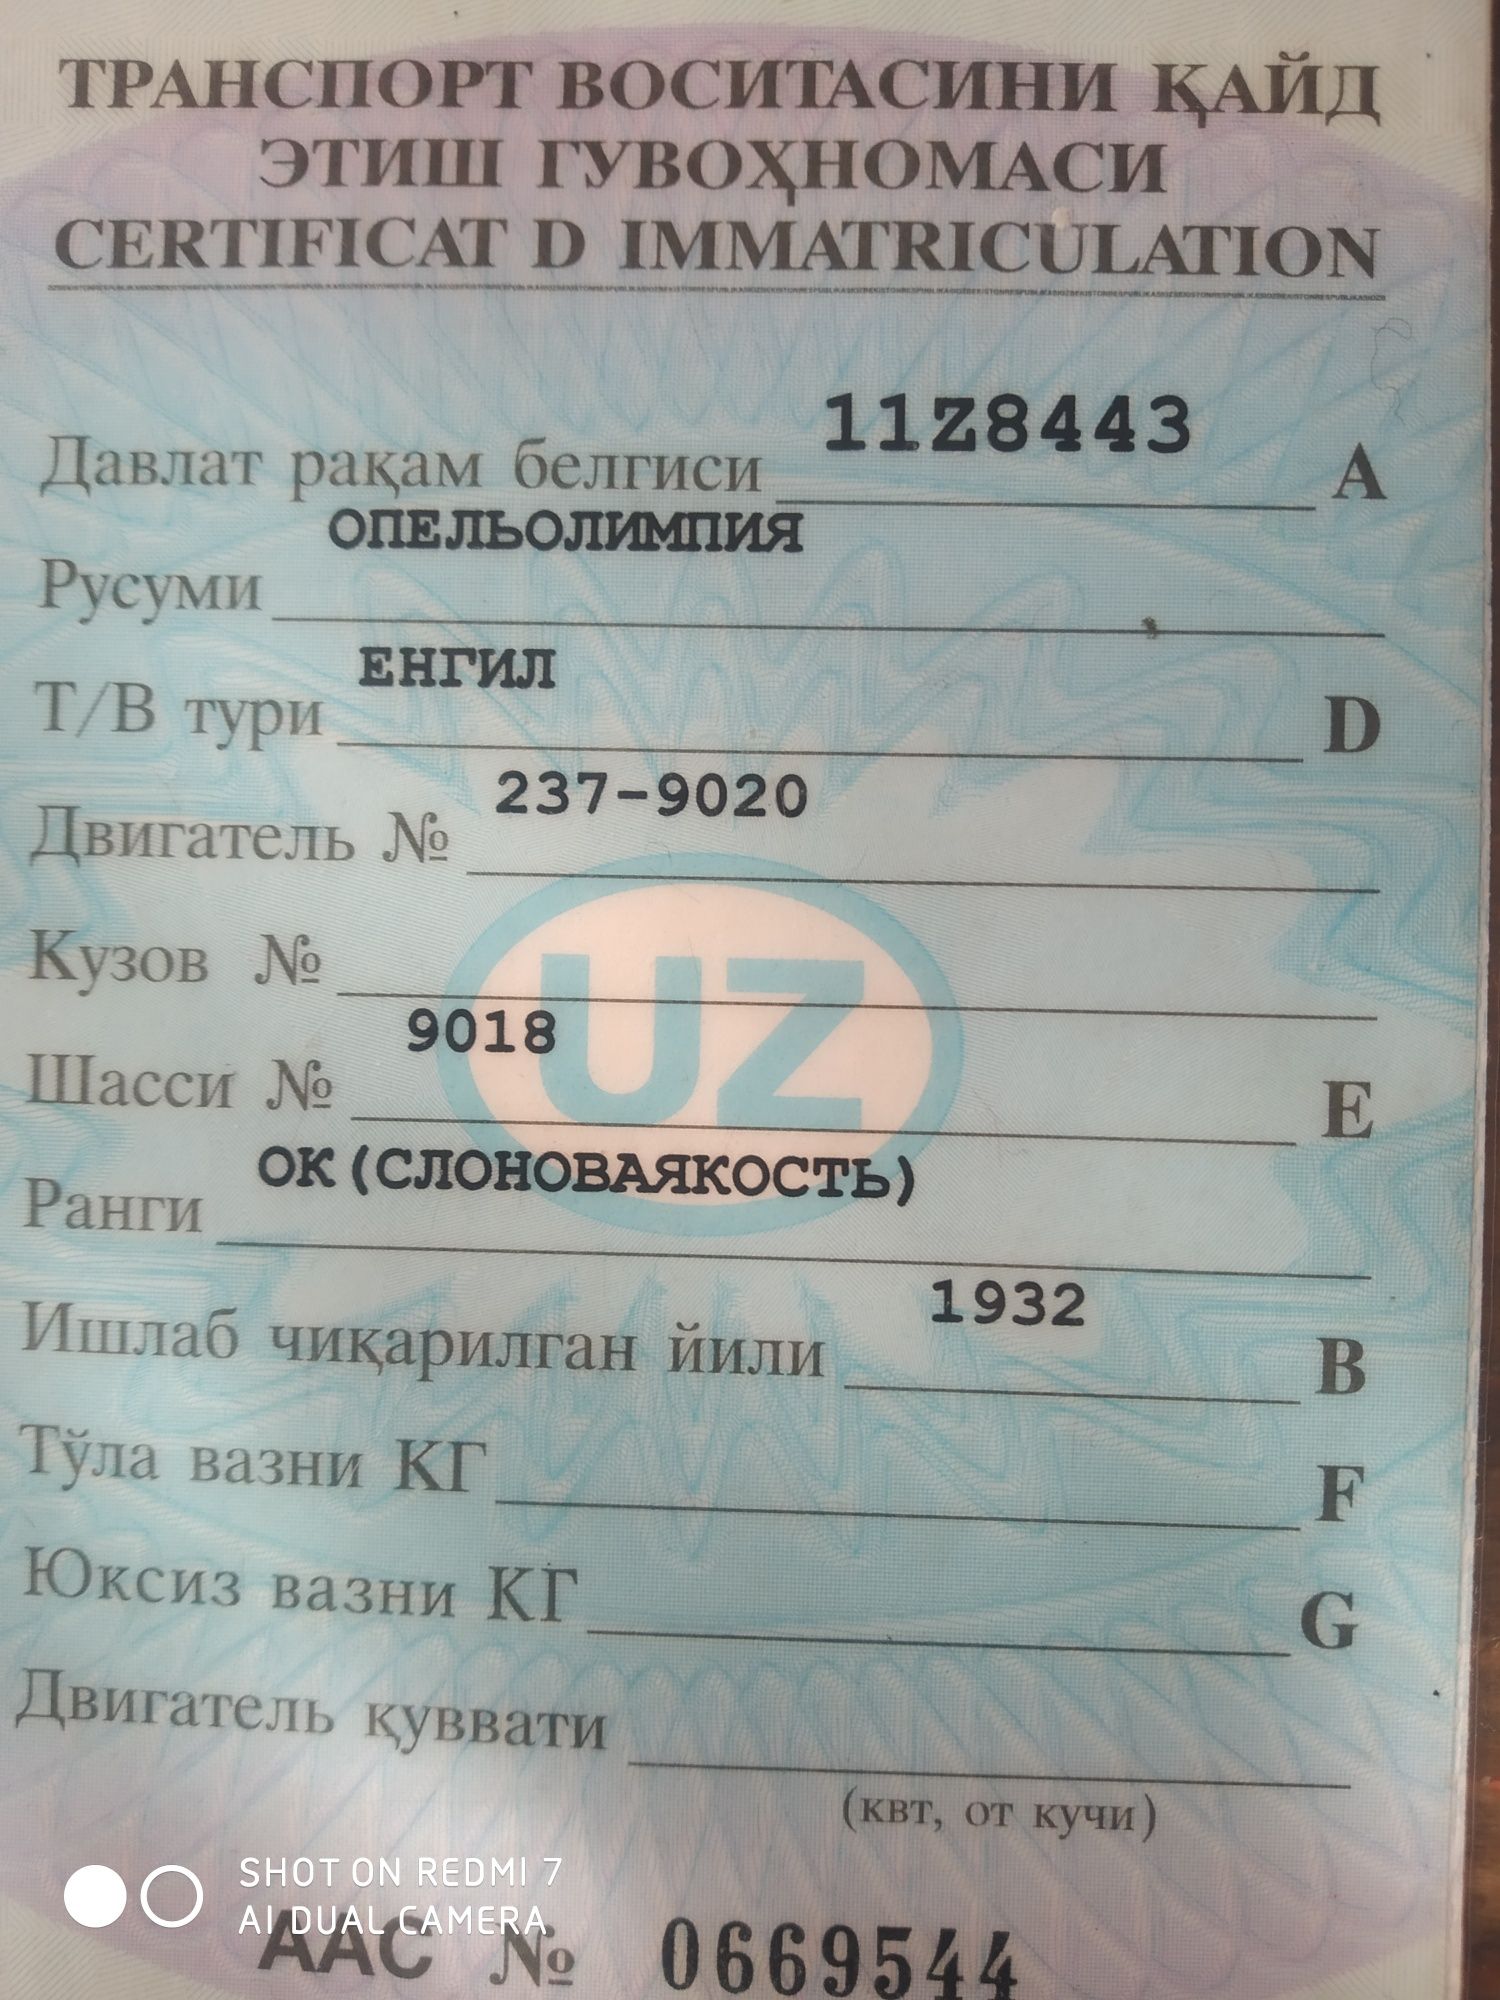 ТРАНСПОРТ ВОСИТАСИНИ ҚАЙД
ЭТИШ ГУВОҲНОМАСИ
CERTIFICAT D IMMATRICULATION
Давлат рақам белгиси 11Z8443 A
Русуми ОПЕЛЬОЛИМПИЯ
Т/В тури ЕНГИЛ D
Двигатель № 237-9020
Кузов №
Шасси № 9018 E
Ранги ОК(СЛОНОВАЯКОСТЬ)
Ишлаб чиқарилган йили 1932 B
Тўла вазни КГ F
Юксиз вазни КГ G
Двигатель қуввати
(квт, от кучи)
UZ
SHOT ON REDMI 7
AI DUAL CAMERA
ААС № 0669544